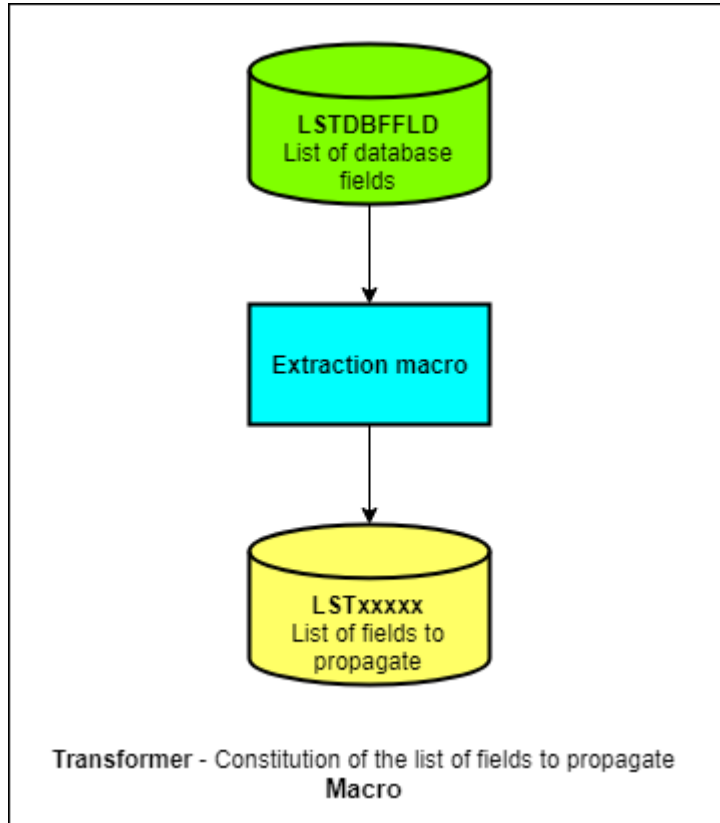 LSTDBFFLD
List of database
fields
Extraction macro
LSTxxxxx
List of fields to
propagate
Transformer - Constitution of the list of fields to propagate
Macro